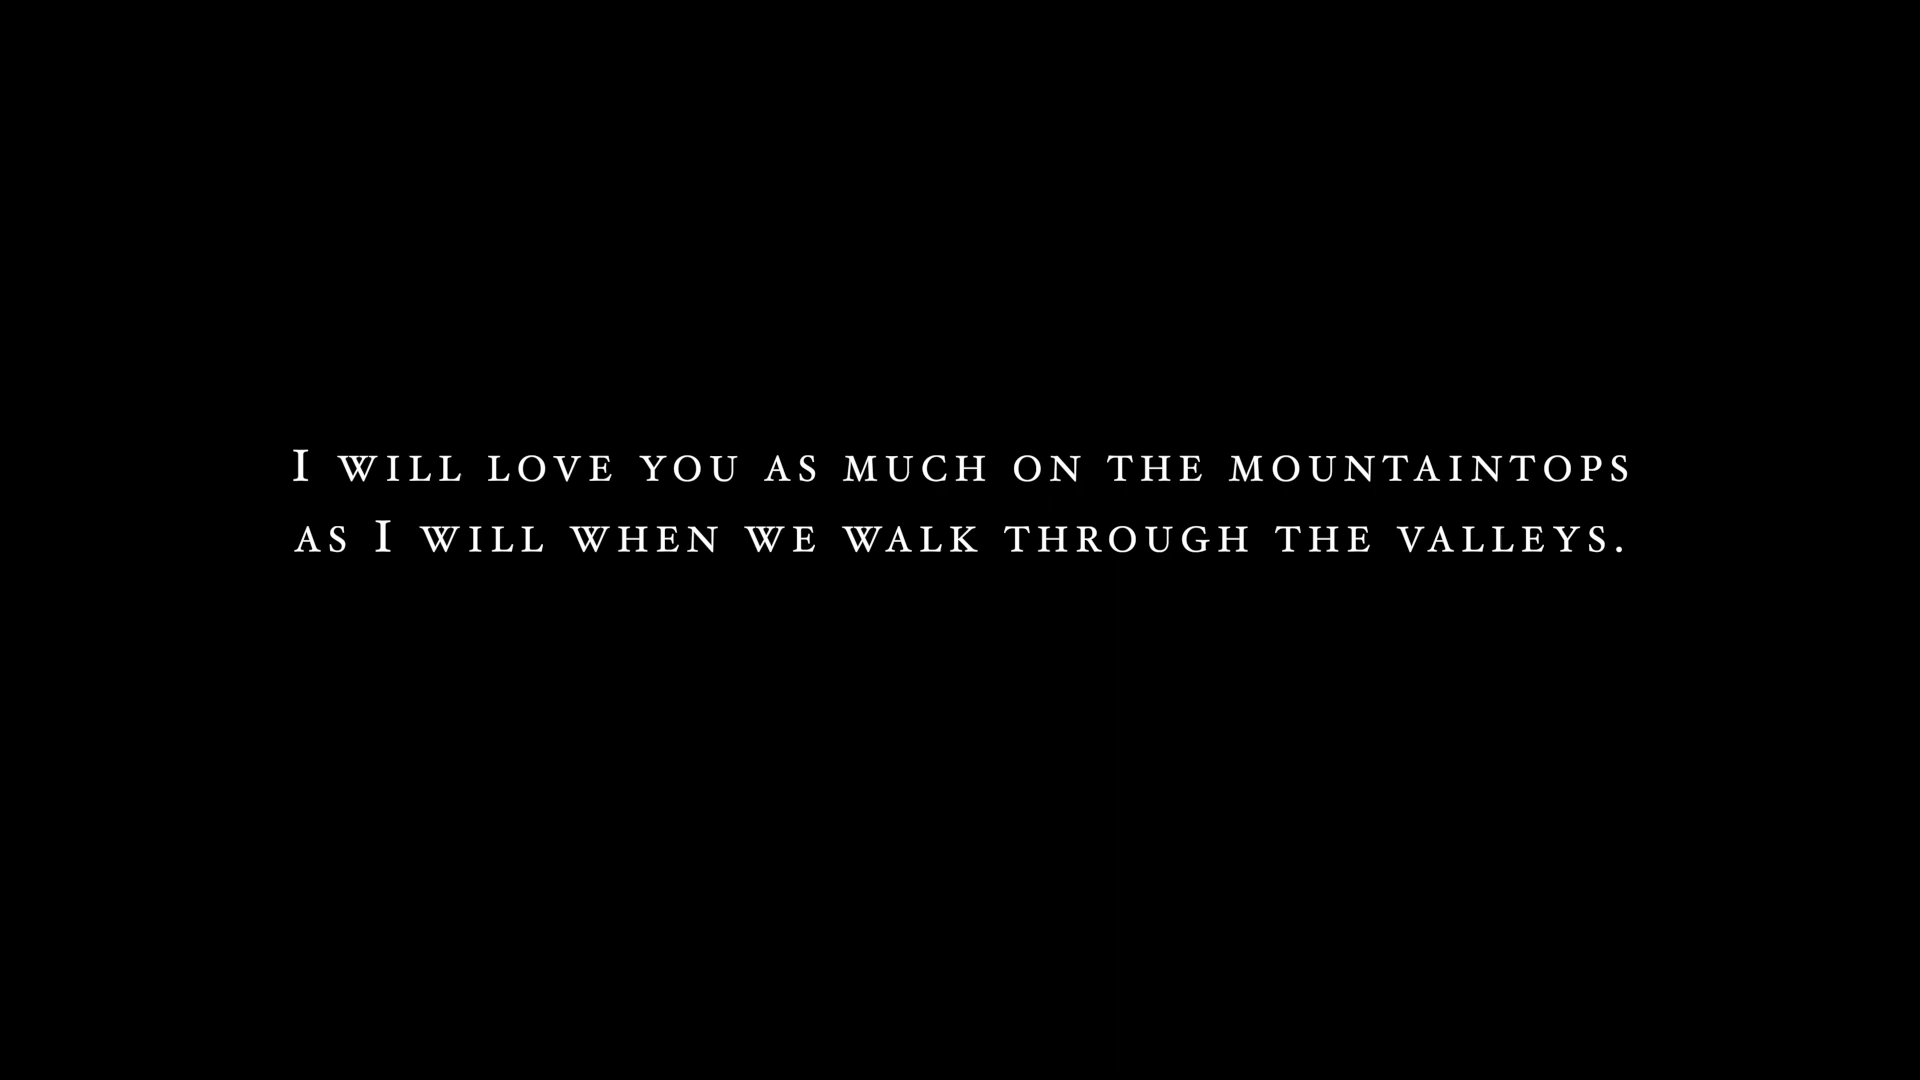 I WILL LOVE YOU AS MUCH ON THE MOUNTAINTOPS
AS I WILL WHEN WE WALK THROUGH THE VALLEYS.